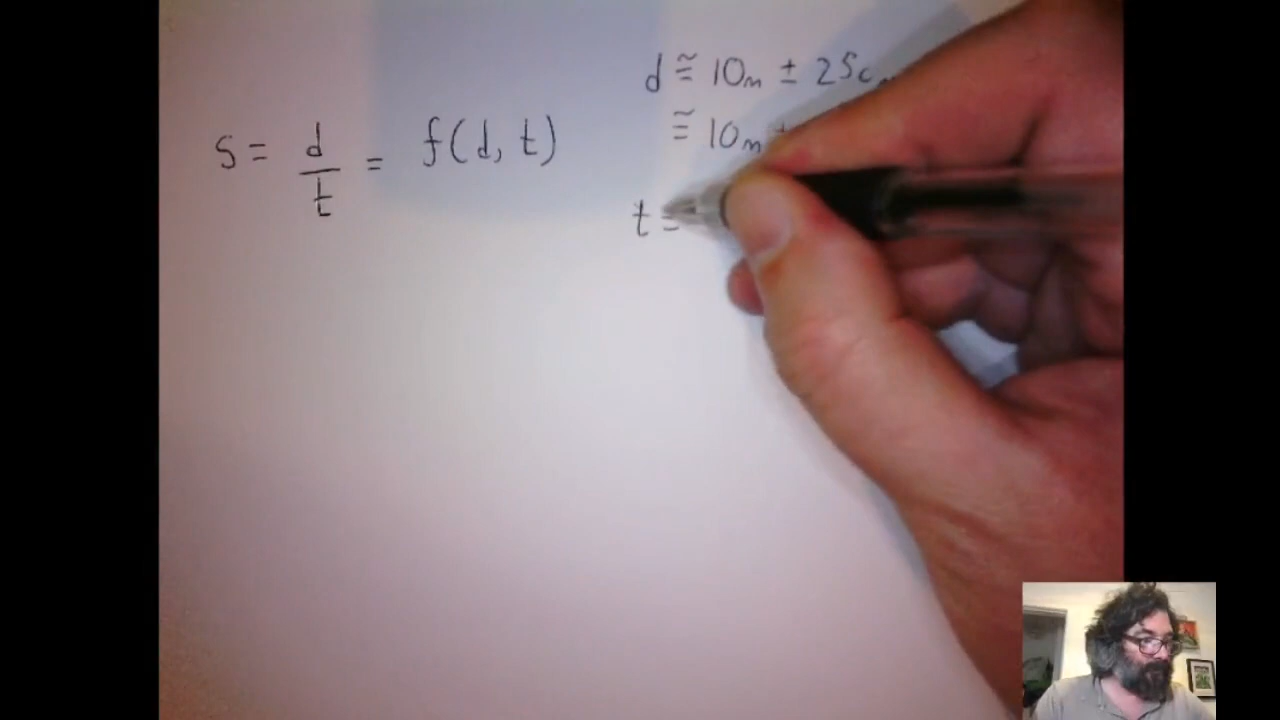 s = d/t = f(d, t)
d ≅ 10m ± 25c
≅ 10m
t =